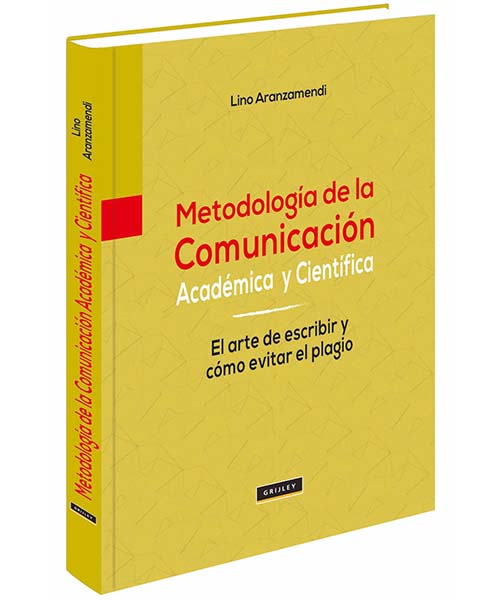 Lino Aranzamendi
Metodología de la
Comunicación
Académica y Científica
El arte de escribir y
cómo evitar el plagio
GRIJLEY
Lino
Aranzamendi
Metodología de la Comunicación Académica y Científica
GRIJLEY